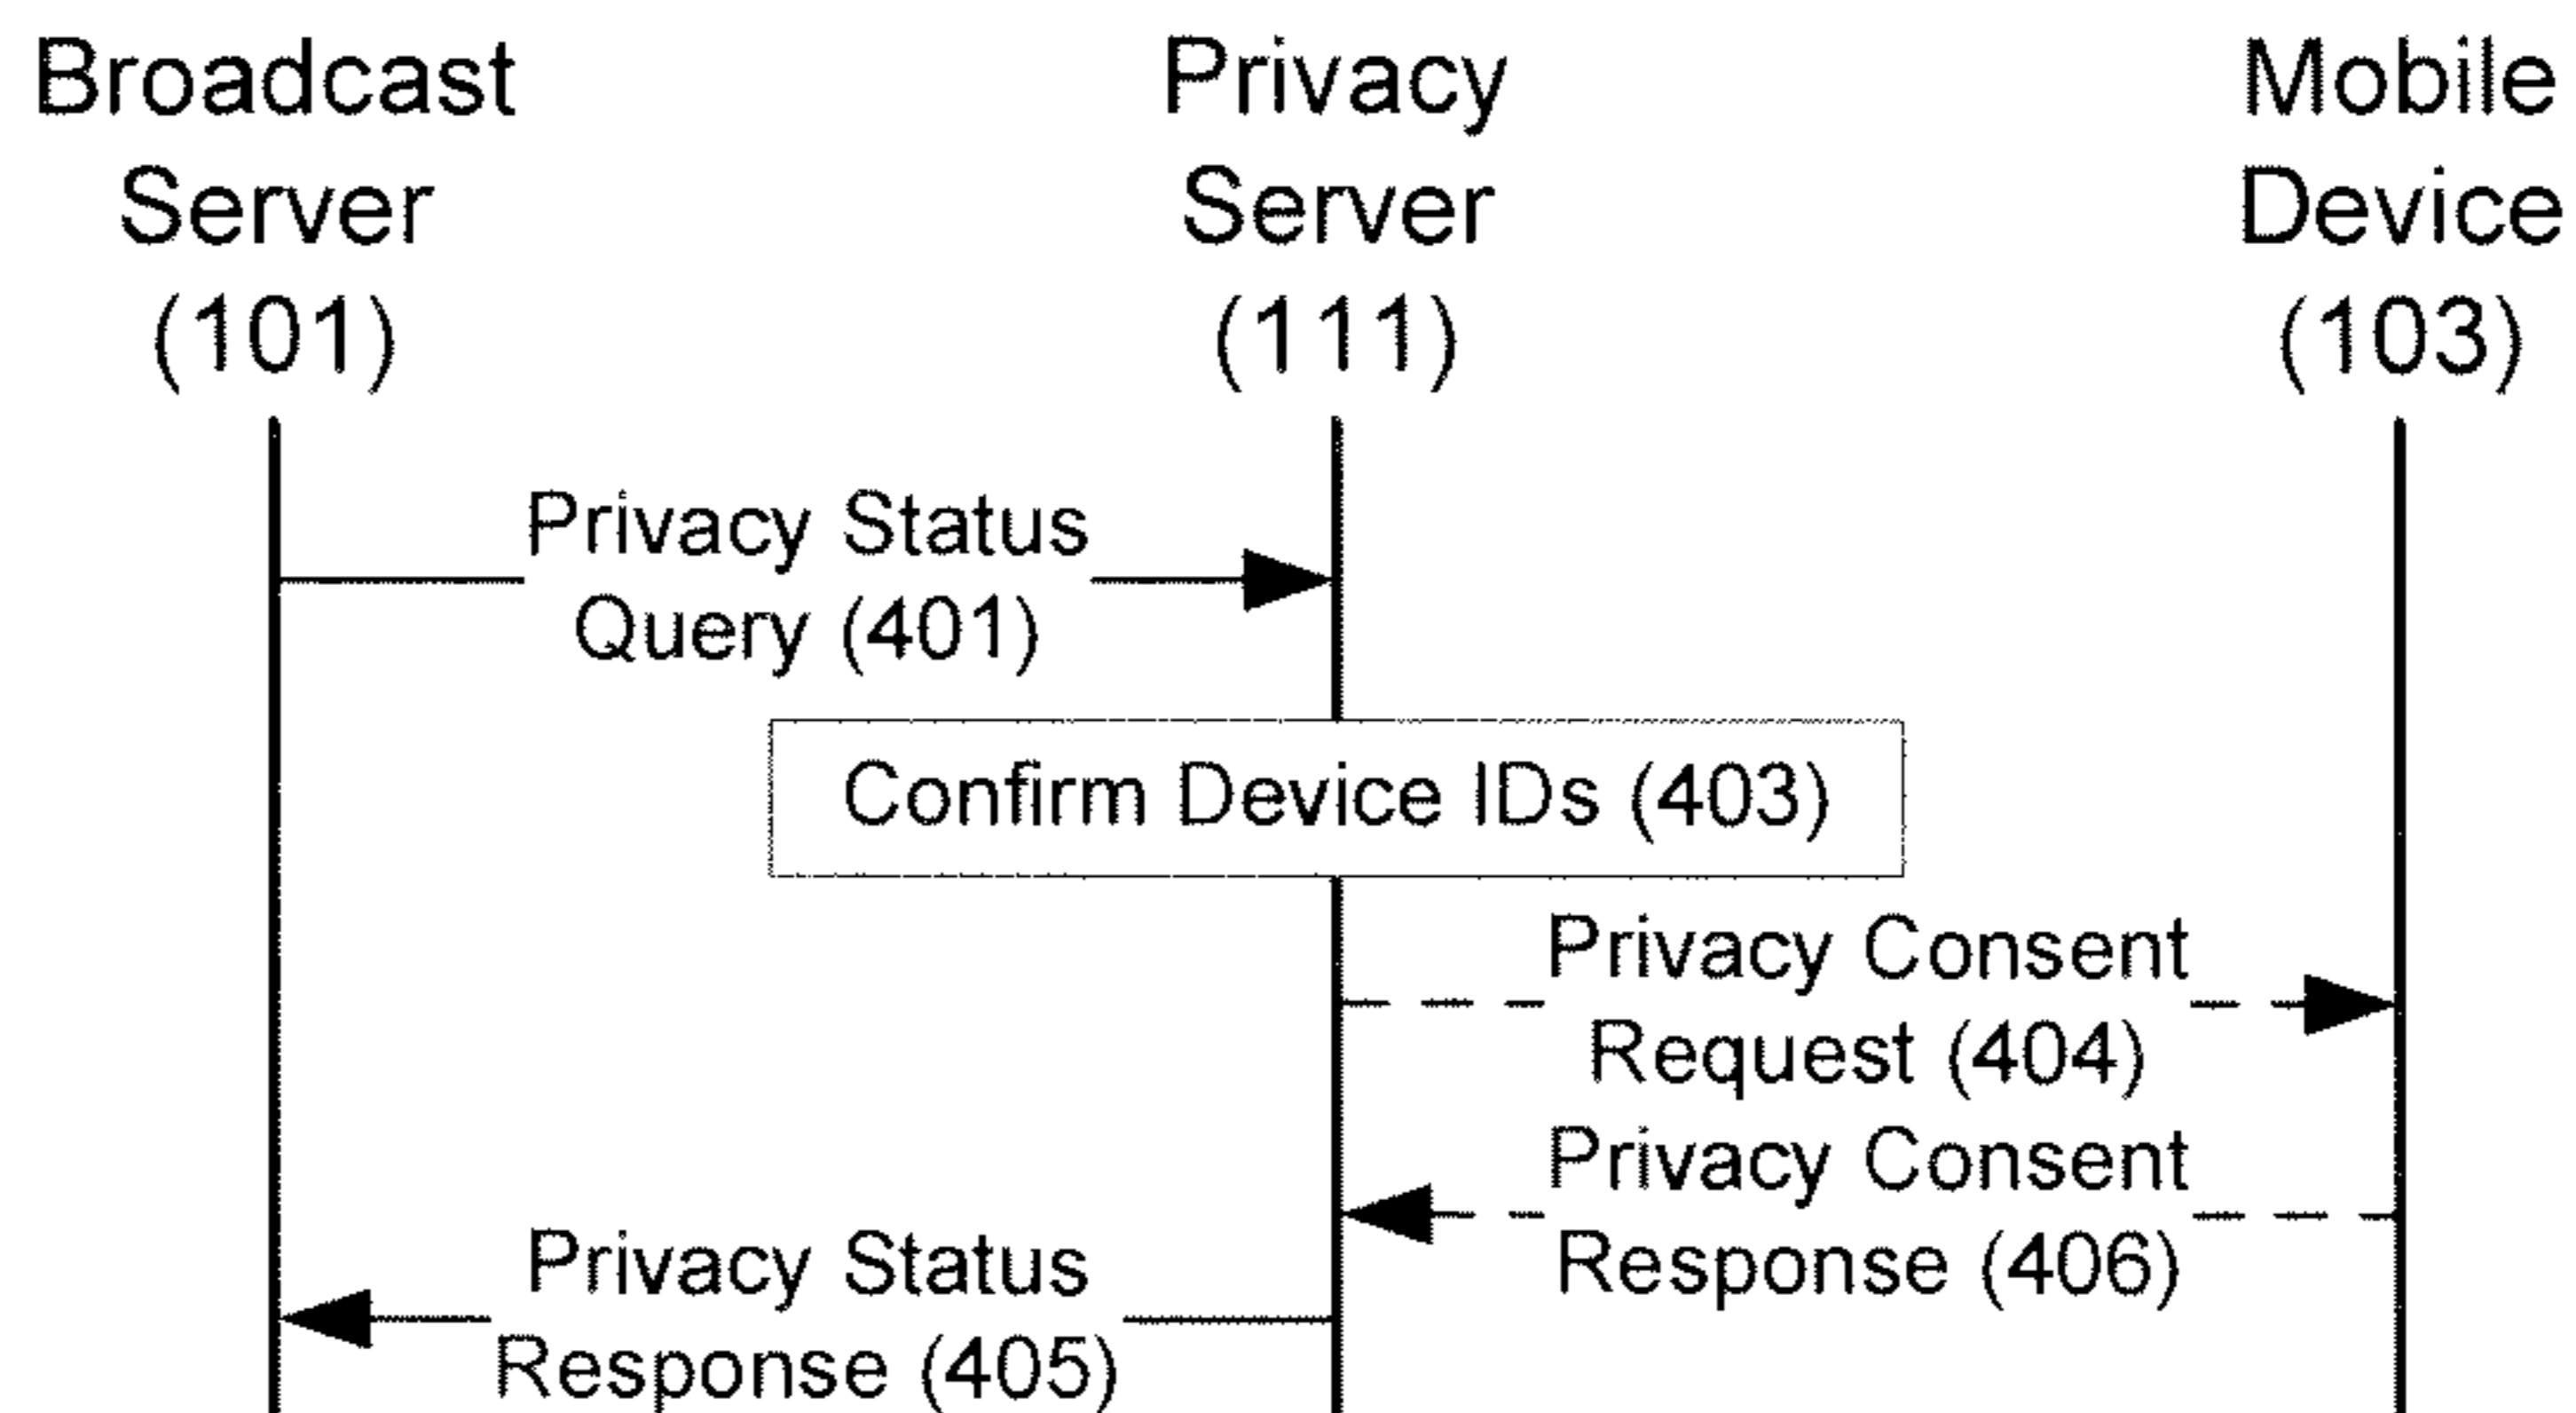 Broadcast
Server
(101)
Privacy
Server
(111)
Mobile
Device
(103)
Privacy Status
Query (401)
Confirm Device IDs (403)
Privacy Consent
Request (404)
Privacy Consent
Response (406)
Privacy Status
Response (405)